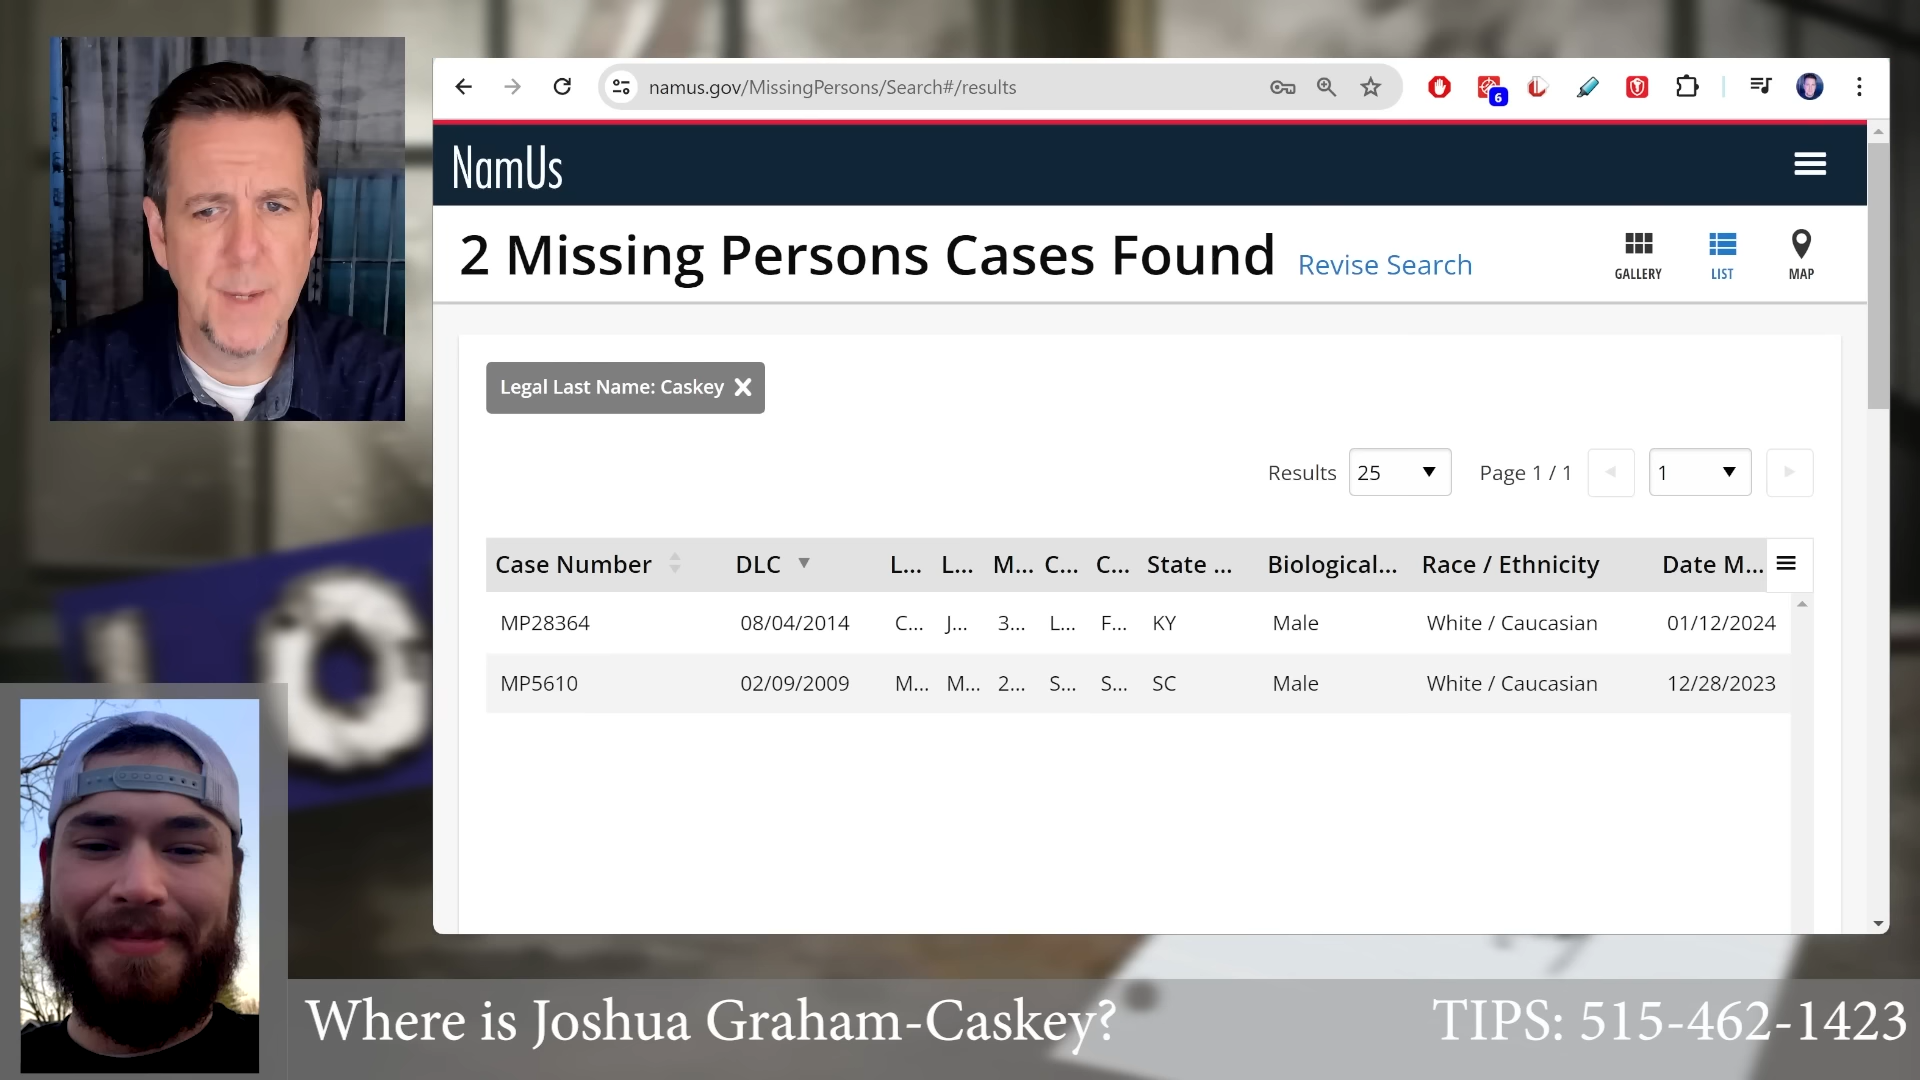 namus.gov/MissingPersons/Search#/results
6
NamUs
2 Missing Persons Cases Found Revise Search
GALLERY LIST MAP
Legal Last Name: Caskey
Results 25 Page 1 / 1 1
Case Number DLC L... L... M... C... C... State ... Biological... Race / Ethnicity Date M...
MP28364 08/04/2014 C... J... 3... L... F... KY Male White / Caucasian 01/12/2024
MP5610 02/09/2009 M... M... 2... S... S... SC Male White / Caucasian 12/28/2023
Where is Joshua Graham-Caskey? TIPS: 515-462-1423